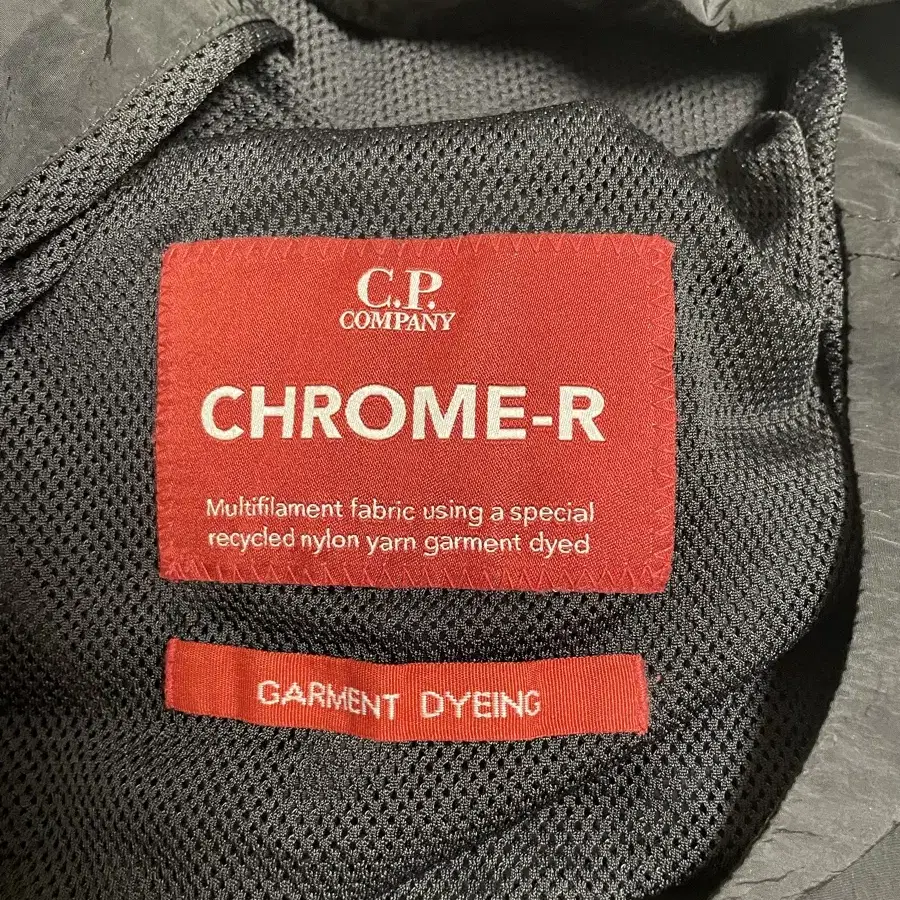 C.P.
COMPANY
CHROME-R
Multifilament fabric using a special
recycled nylon yarn garment dyed
GARMENT DYEING